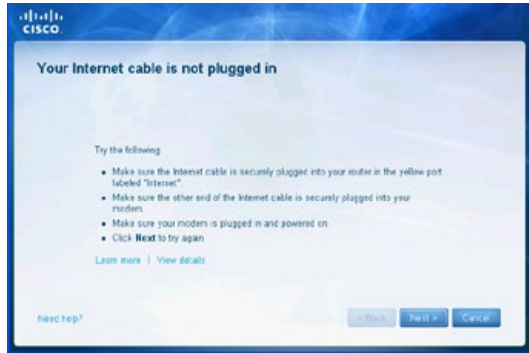 CISCO.
Your Internet cable is not plugged in
Try the following:
Make sure the Internet cable is securely plugged into your router in the yellow port
labeled "Internet".
Make sure the other end of the Internet cable is securely plugged into your
modem.
Make sure your modem is plugged in and powered on.
Click Next to try again
Learn more | View details
Need help?
< Back
Next >
Cancel